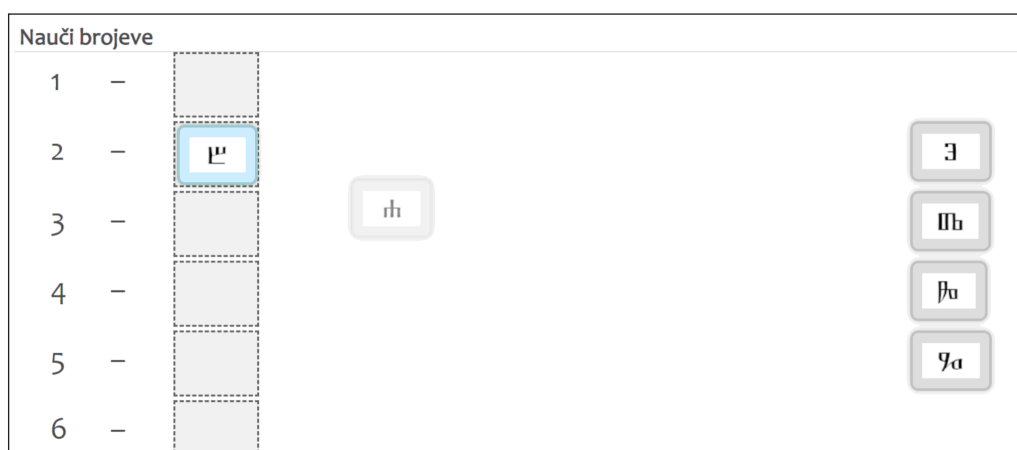 Nauči brojeve
1 –
2 – ⰱ
ⰵ
3 –
ⰰ
4 –
5 –
6 –